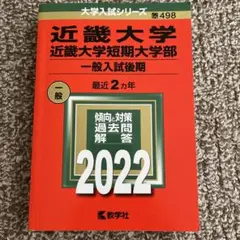 大学入試シリーズ
498
近畿大学
近畿大学短期大学部
一般入試後期
一般
最近2カ年
傾向と対策
過去問
解答
2022
教学社